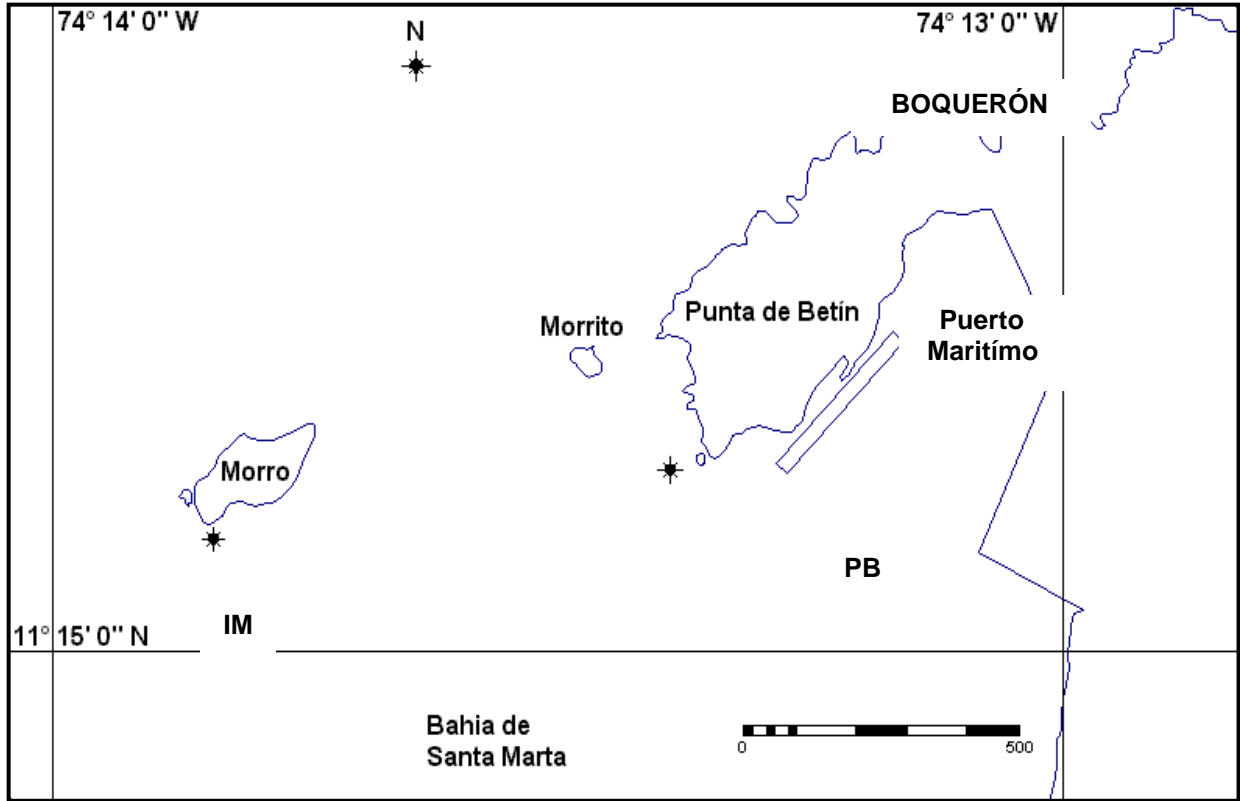 74° 14' 0" W
N
74° 13' 0" W
BOQUERÓN
Morrito
Punta de Betín
Puerto
Maritímo
Morro
PB
IM
11° 15' 0" N
Bahia de
Santa Marta
0
500